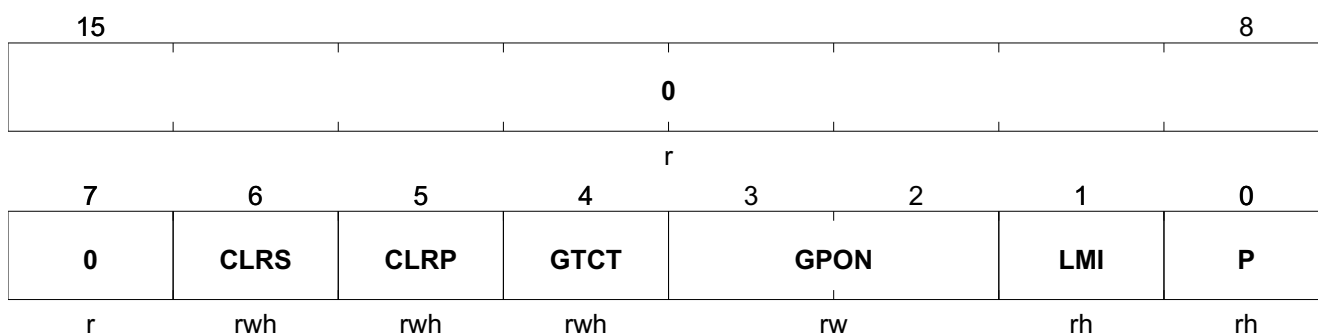 15 8
0
r
7 6 5 4 3 2 1 0
0 CLRS CLRP GTCT GPON LMI P
r rwh rwh rwh rw rh rh